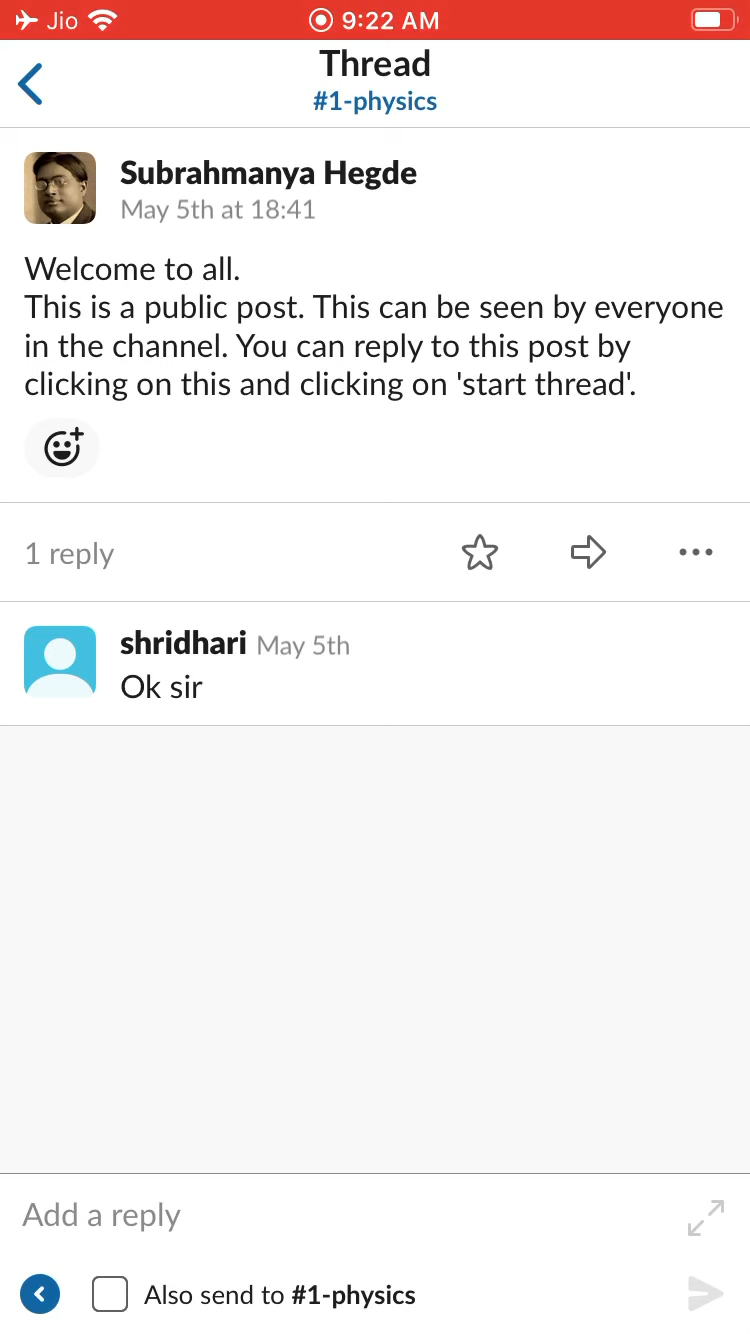 Jio 9:22 AM
Thread
#1-physics
Subrahmanya Hegde
May 5th at 18:41
Welcome to all.
This is a public post. This can be seen by everyone
in the channel. You can reply to this post by
clicking on this and clicking on 'start thread'.
1 reply
shridhari May 5th
Ok sir
Add a reply
Also send to #1-physics